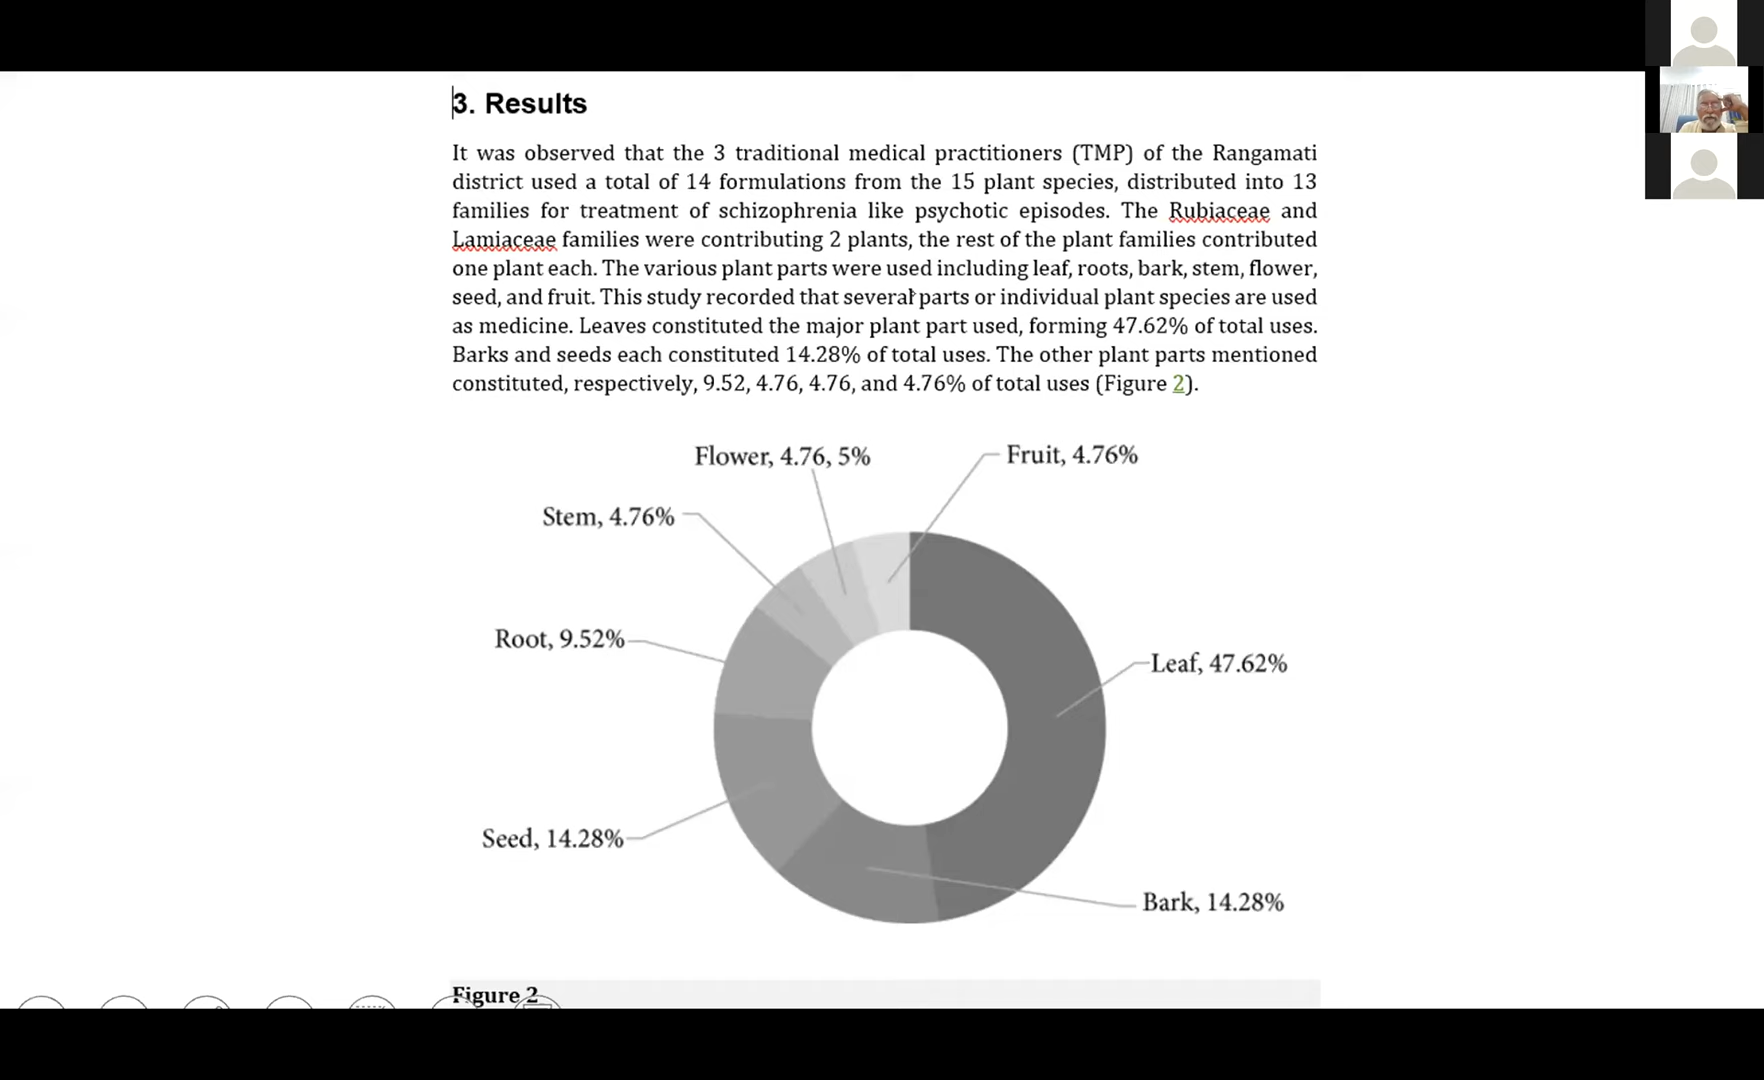 3. Results
It was observed that the 3 traditional medical practitioners (TMP) of the Rangamati
district used a total of 14 formulations from the 15 plant species, distributed into 13
families for treatment of schizophrenia like psychotic episodes. The Rubiaceae and
Lamiaceae families were contributing 2 plants, the rest of the plant families contributed
one plant each. The various plant parts were used including leaf, roots, bark, stem, flower,
seed, and fruit. This study recorded that several parts or individual plant species are used
as medicine. Leaves constituted the major plant part used, forming 47.62% of total uses.
Barks and seeds each constituted 14.28% of total uses. The other plant parts mentioned
constituted, respectively, 9.52, 4.76, 4.76, and 4.76% of total uses (Figure 2).
Flower, 4.76, 5%
Fruit, 4.76%
Stem, 4.76%
Root, 9.52%
Leaf, 47.62%
Seed, 14.28%
Bark, 14.28%
Figure 2